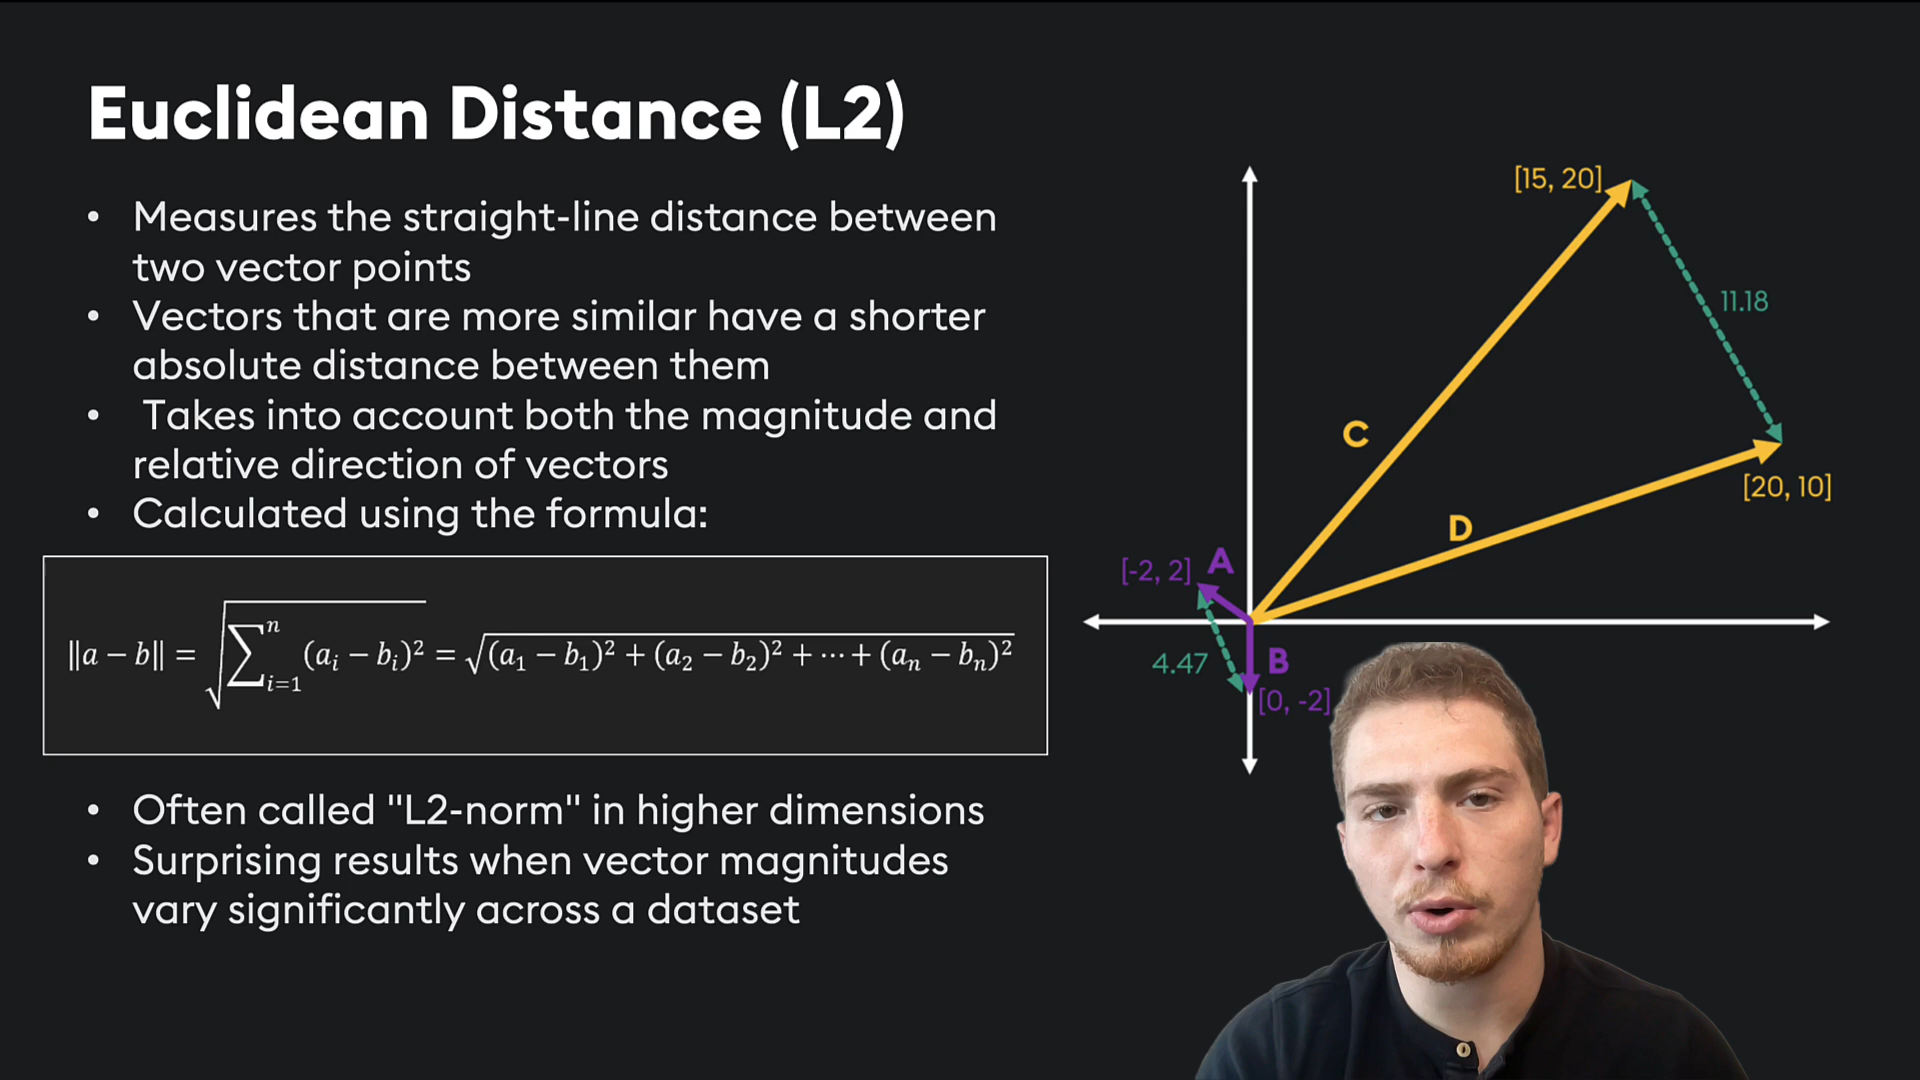 Euclidean Distance (L2)
• Measures the straight-line distance between
two vector points
• Vectors that are more similar have a shorter
absolute distance between them
• Takes into account both the magnitude and
relative direction of vectors
• Calculated using the formula:
‖a − b‖ = √∑ⁿᵢ₌₁ (aᵢ − bᵢ)² = √(a₁ − b₁)² + (a₂ − b₂)² + ⋯ + (aₙ − bₙ)²
• Often called "L2-norm" in higher dimensions
• Surprising results when vector magnitudes
vary significantly across a dataset
[15, 20]
11.18
C
[20, 10]
D
[-2, 2] A
4.47 B
[0, -2]